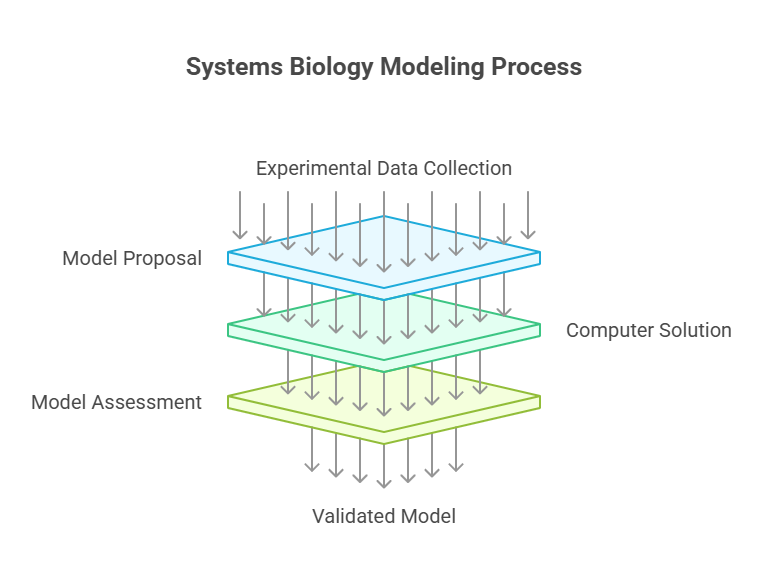 Systems Biology Modeling Process
Experimental Data Collection
Model Proposal
Computer Solution
Model Assessment
Validated Model